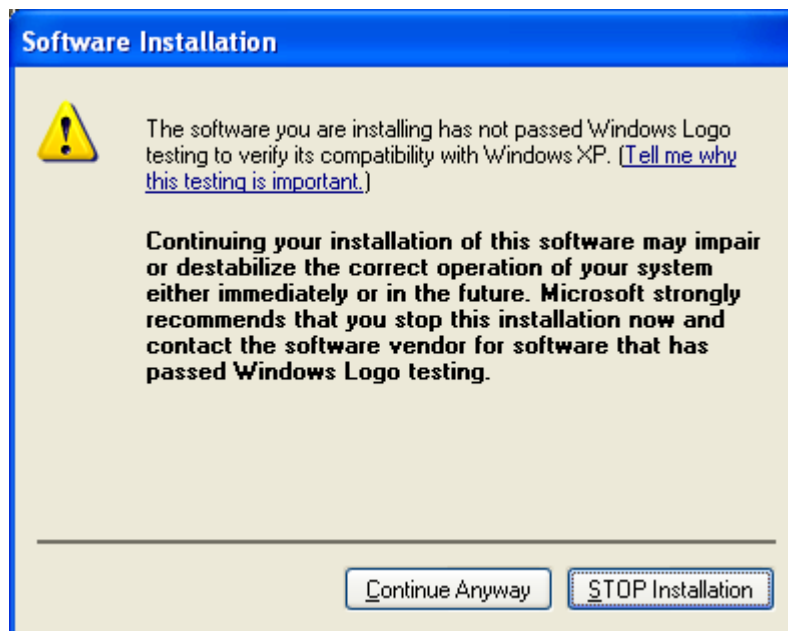 Software Installation
The software you are installing has not passed Windows Logo
testing to verify its compatibility with Windows XP. (Tell me why
this testing is important.)
Continuing your installation of this software may impair
or destabilize the correct operation of your system
either immediately or in the future. Microsoft strongly
recommends that you stop this installation now and
contact the software vendor for software that has
passed Windows Logo testing.
Continue Anyway
STOP Installation